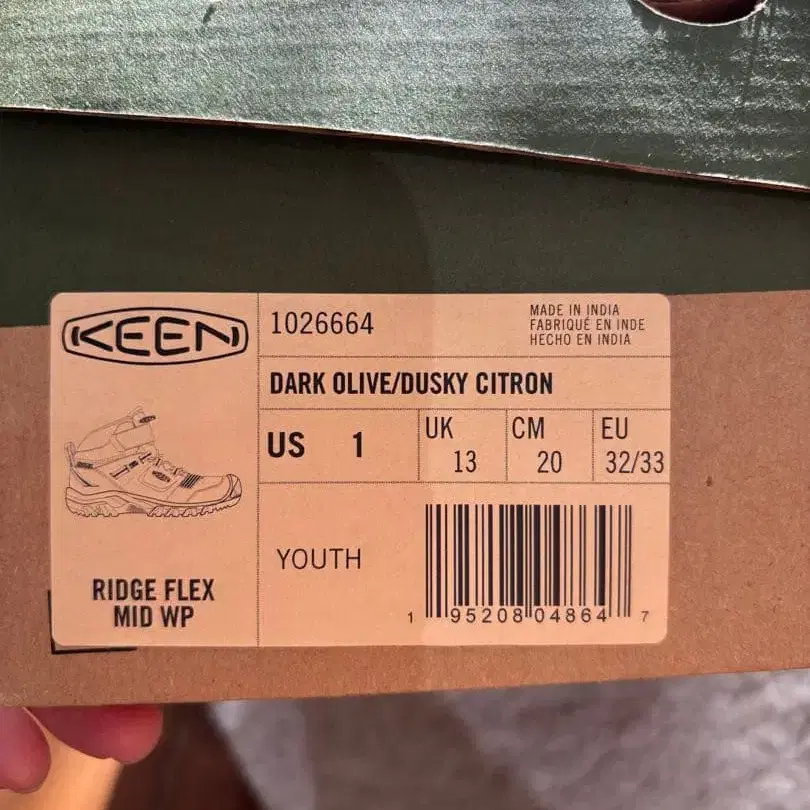 KEEN
1026664
MADE IN INDIA
FABRIQUÉ EN INDE
HECHO EN INDIA
DARK OLIVE/DUSKY CITRON
US 1
UK 13
CM 20
EU 32/33
YOUTH
RIDGE FLEX
MID WP
1 95208 04864 7